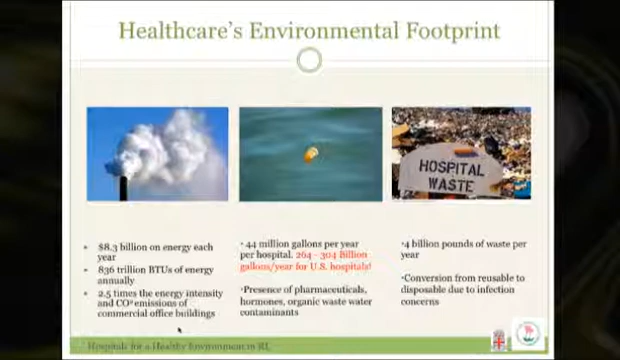 Healthcare's Environmental Footprint
HOSPITAL
WASTE
$8.3 billion on energy each
year
836 trillion BTUs of energy
annually
2.5 times the energy intensity
and CO² emissions of
commercial office buildings
• 44 million gallons per year
per hospital. 264 - 304 Billion
gallons/year for U.S. hospitals!
•Presence of pharmaceuticals,
hormones, organic waste water
contaminants
•4 billion pounds of waste per
year
•Conversion from reusable to
disposable due to infection
concerns
Hospitals for a Healthy Environment in RI